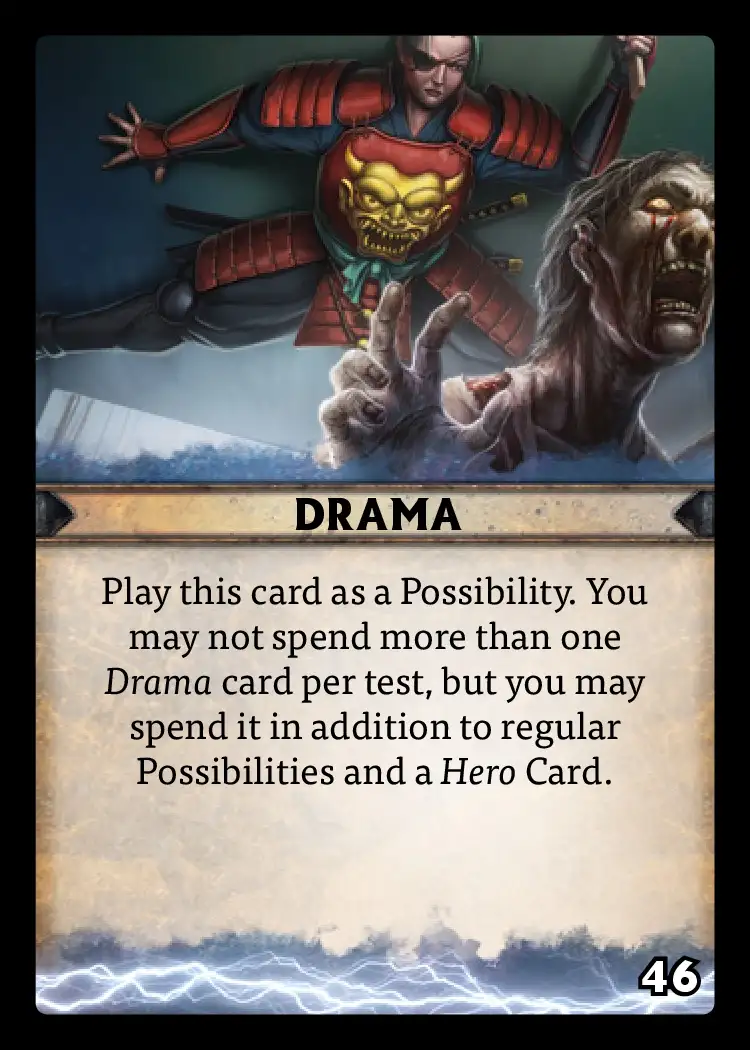 DRAMA
Play this card as a Possibility. You
may not spend more than one
Drama card per test, but you may
spend it in addition to regular
Possibilities and a Hero Card.
46